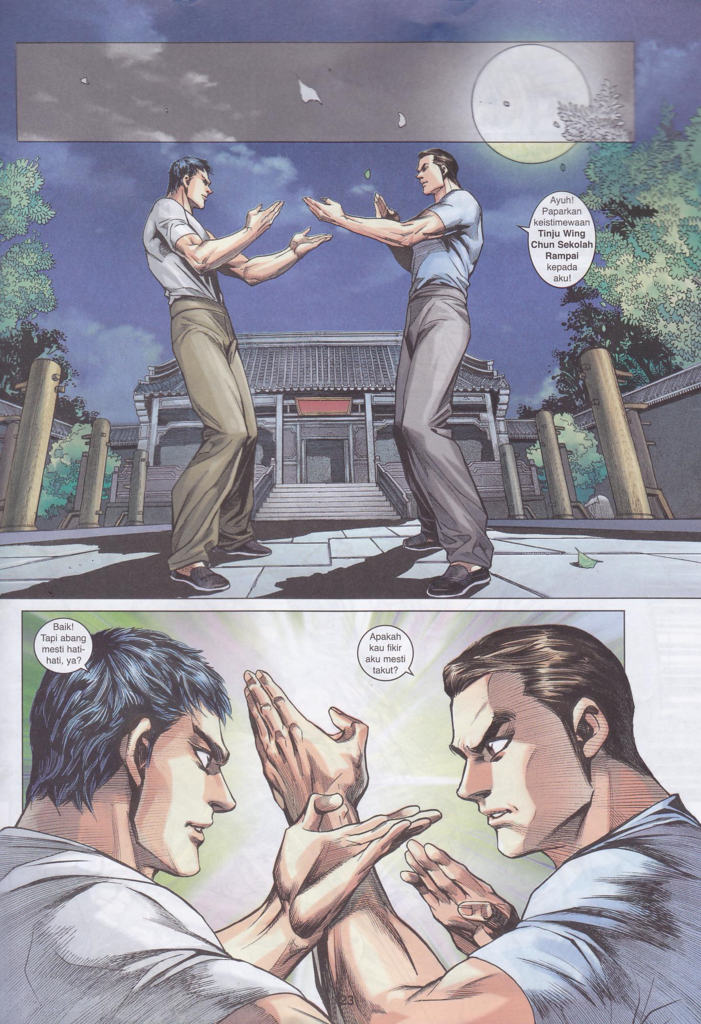 Ayuh!
Paparkan
keistimewaan
Tinju Wing
Chun Sekolah
Rampai
kepada
aku!
Baik!
Tapi abang
mesti hati-
hati, ya?
Apakah
kau fikir
aku mesti
takut?
23